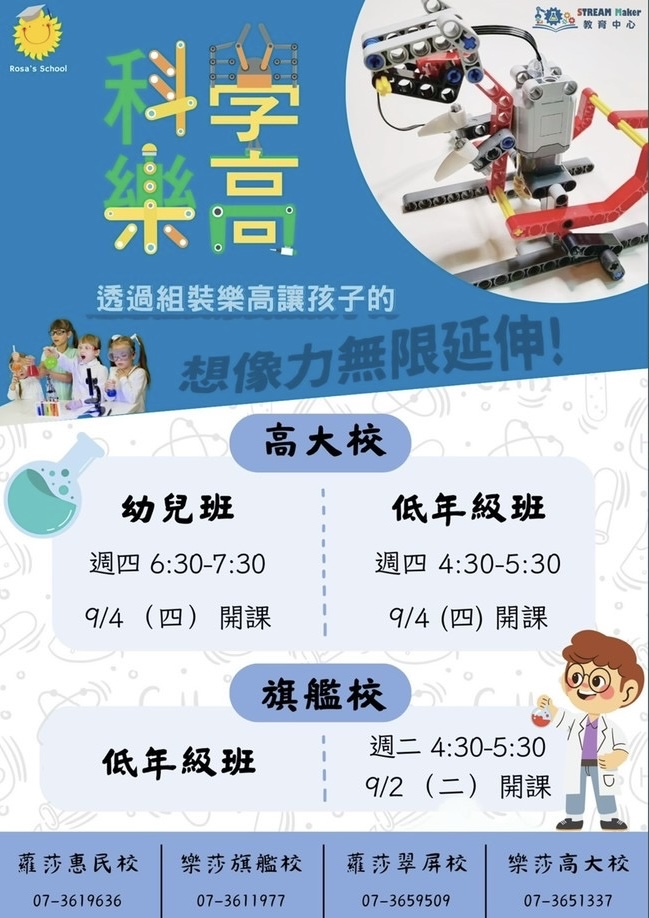 Rosa's School
STREAM Maker
教育中心
科學
樂高
透過組裝樂高讓孩子的
想像力無限延伸!
高大校
幼兒班
週四 6:30-7:30
9/4 (四) 開課
低年級班
週四 4:30-5:30
9/4 (四) 開課
旗艦校
低年級班
週二 4:30-5:30
9/2 (二) 開課
蘿莎惠民校
07-3619636
樂莎旗艦校
07-3611977
蘿莎翠屏校
07-3659509
樂莎高大校
07-3651337